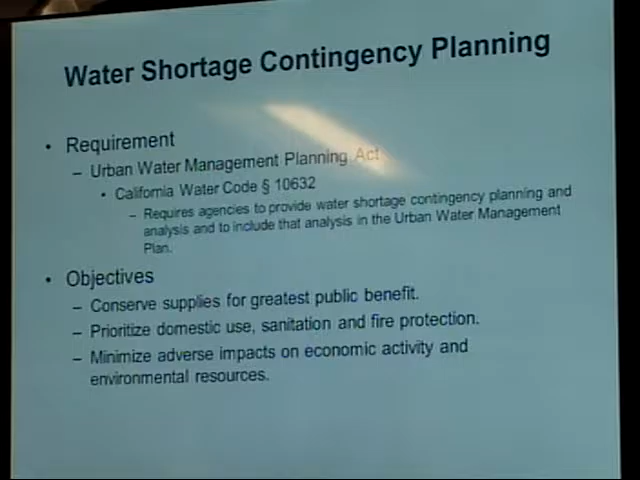 Water Shortage Contingency Planning
• Requirement
– Urban Water Management Planning Act
• California Water Code § 10632
– Requires agencies to provide water shortage contingency planning and
analysis and to include that analysis in the Urban Water Management
Plan.
• Objectives
– Conserve supplies for greatest public benefit.
– Prioritize domestic use, sanitation and fire protection.
– Minimize adverse impacts on economic activity and
environmental resources.